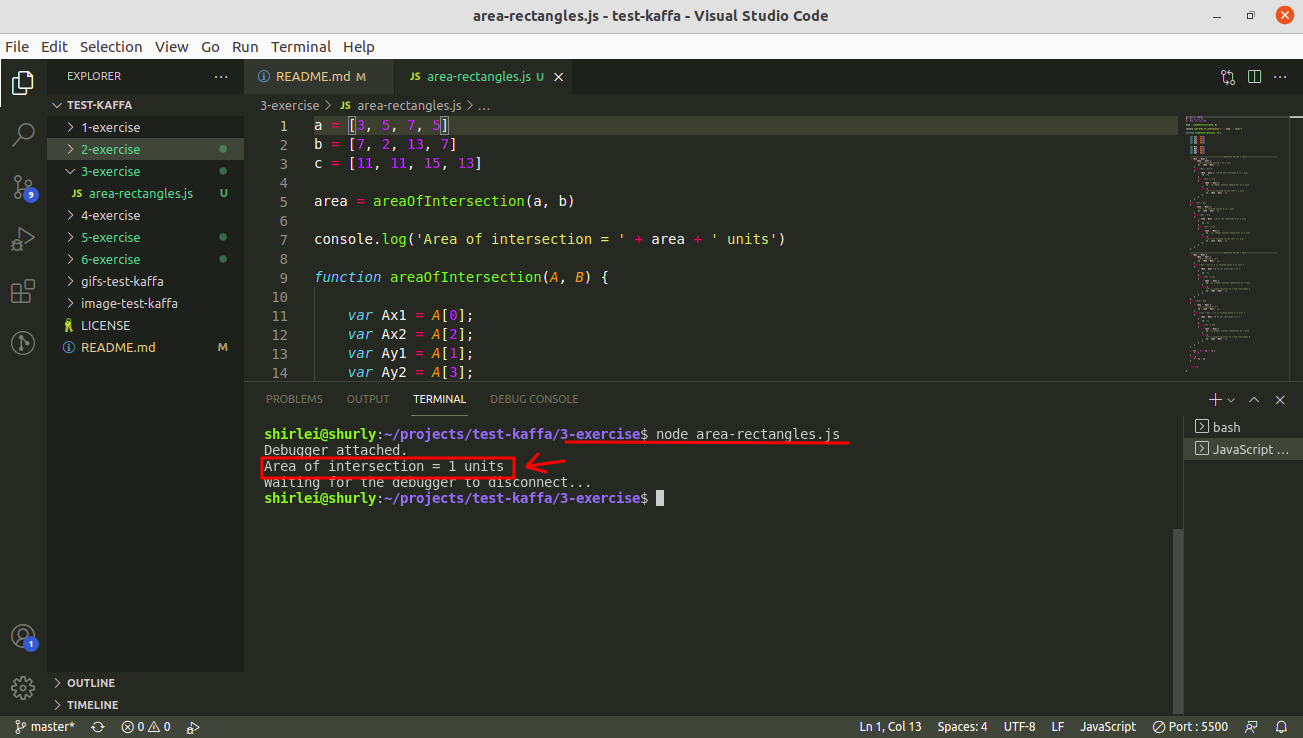 area-rectangles.js - test-kaffa - Visual Studio Code
File Edit Selection View Go Run Terminal Help
EXPLORER
TEST-KAFFA
1-exercise
2-exercise
3-exercise
JS area-rectangles.js U
4-exercise
5-exercise
6-exercise
gifs-test-kaffa
image-test-kaffa
LICENSE
README.md M
OUTLINE
TIMELINE
9
1
README.md M JS area-rectangles.js U
3-exercise > JS area-rectangles.js > ...
1 a = [3, 5, 7, 5]
2 b = [7, 2, 13, 7]
3 c = [11, 11, 15, 13]
4
5 area = areaOfIntersection(a, b)
6
7 console.log('Area of intersection = ' + area + ' units')
8
9 function areaOfIntersection(A, B) {
10
11 var Ax1 = A[0];
12 var Ax2 = A[2];
13 var Ay1 = A[1];
14 var Ay2 = A[3];
PROBLEMS OUTPUT TERMINAL DEBUG CONSOLE
shirlei@shurly:~/projects/test-kaffa/3-exercise$ node area-rectangles.js
Debugger attached.
Area of intersection = 1 units
Waiting for the debugger to disconnect...
shirlei@shurly:~/projects/test-kaffa/3-exercise$
bash
JavaScript ...
master* 0 0 Ln 1, Col 13 Spaces: 4 UTF-8 LF JavaScript Port : 5500